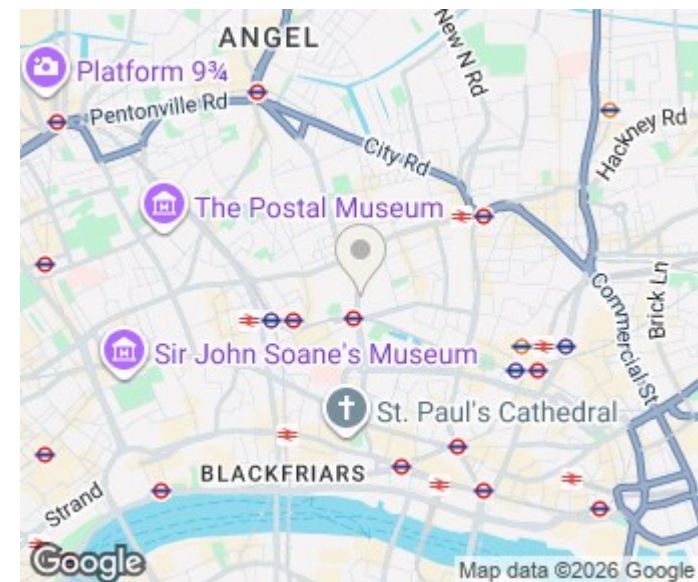 ANGEL
New N Rd
Platform 9¾
Pentonville Rd
Hackney Rd
City Rd
The Postal Museum
Brick Ln
Commercial St
Sir John Soane's Museum
St. Paul's Cathedral
BLACKFRIARS
Strand
Google
Map data ©2026 Google